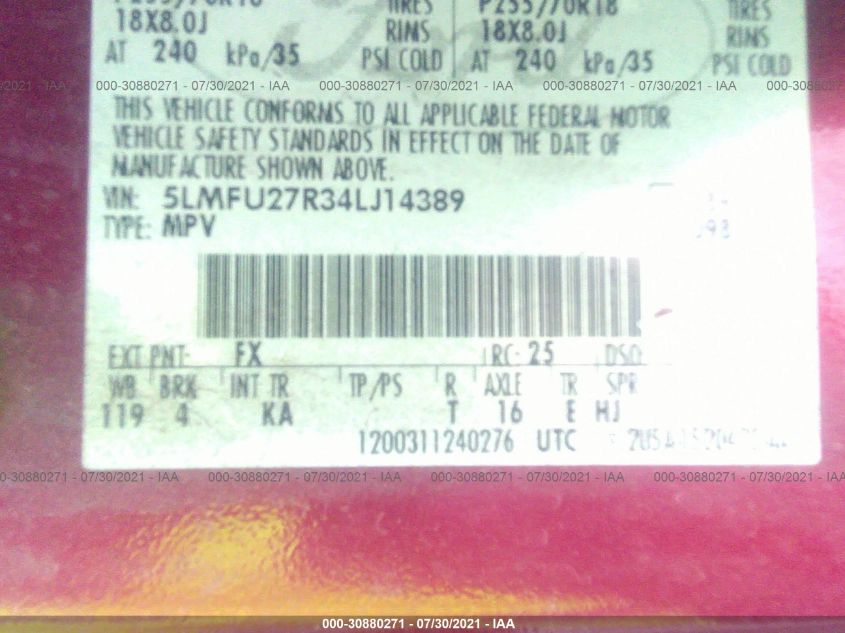 P255/70R18 TIRES P255/70R18 TIRES
18X8.0J RIMS 18X8.0J RIMS
AT 240 kPa/35 PSI COLD AT 240 kPa/35 PSI COLD
000-30880271 - 07/30/2021 - IAA 000-30880271 - 07/30/2021 - IAA 000-30880271 - 07/30/2021 - IAA
THIS VEHICLE CONFORMS TO ALL APPLICABLE FEDERAL MOTOR
VEHICLE SAFETY STANDARDS IN EFFECT ON THE DATE OF
MANUFACTURE SHOWN ABOVE.
VIN: 5LMFU27R34LJ14389
TYPE: MPV
EXT PNT: FX RC: 25 DSO:
WB BRK INT TR TP/PS R AXLE TR SPR
119 4 KA T 16 E HJ
1200311240276 UTC
000-30880271 - 07/30/2021 - IAA 000-30880271 - 07/30/2021 - IAA 000-30880271 - 07/30/2021 - IAA
000-30880271 - 07/30/2021 - IAA